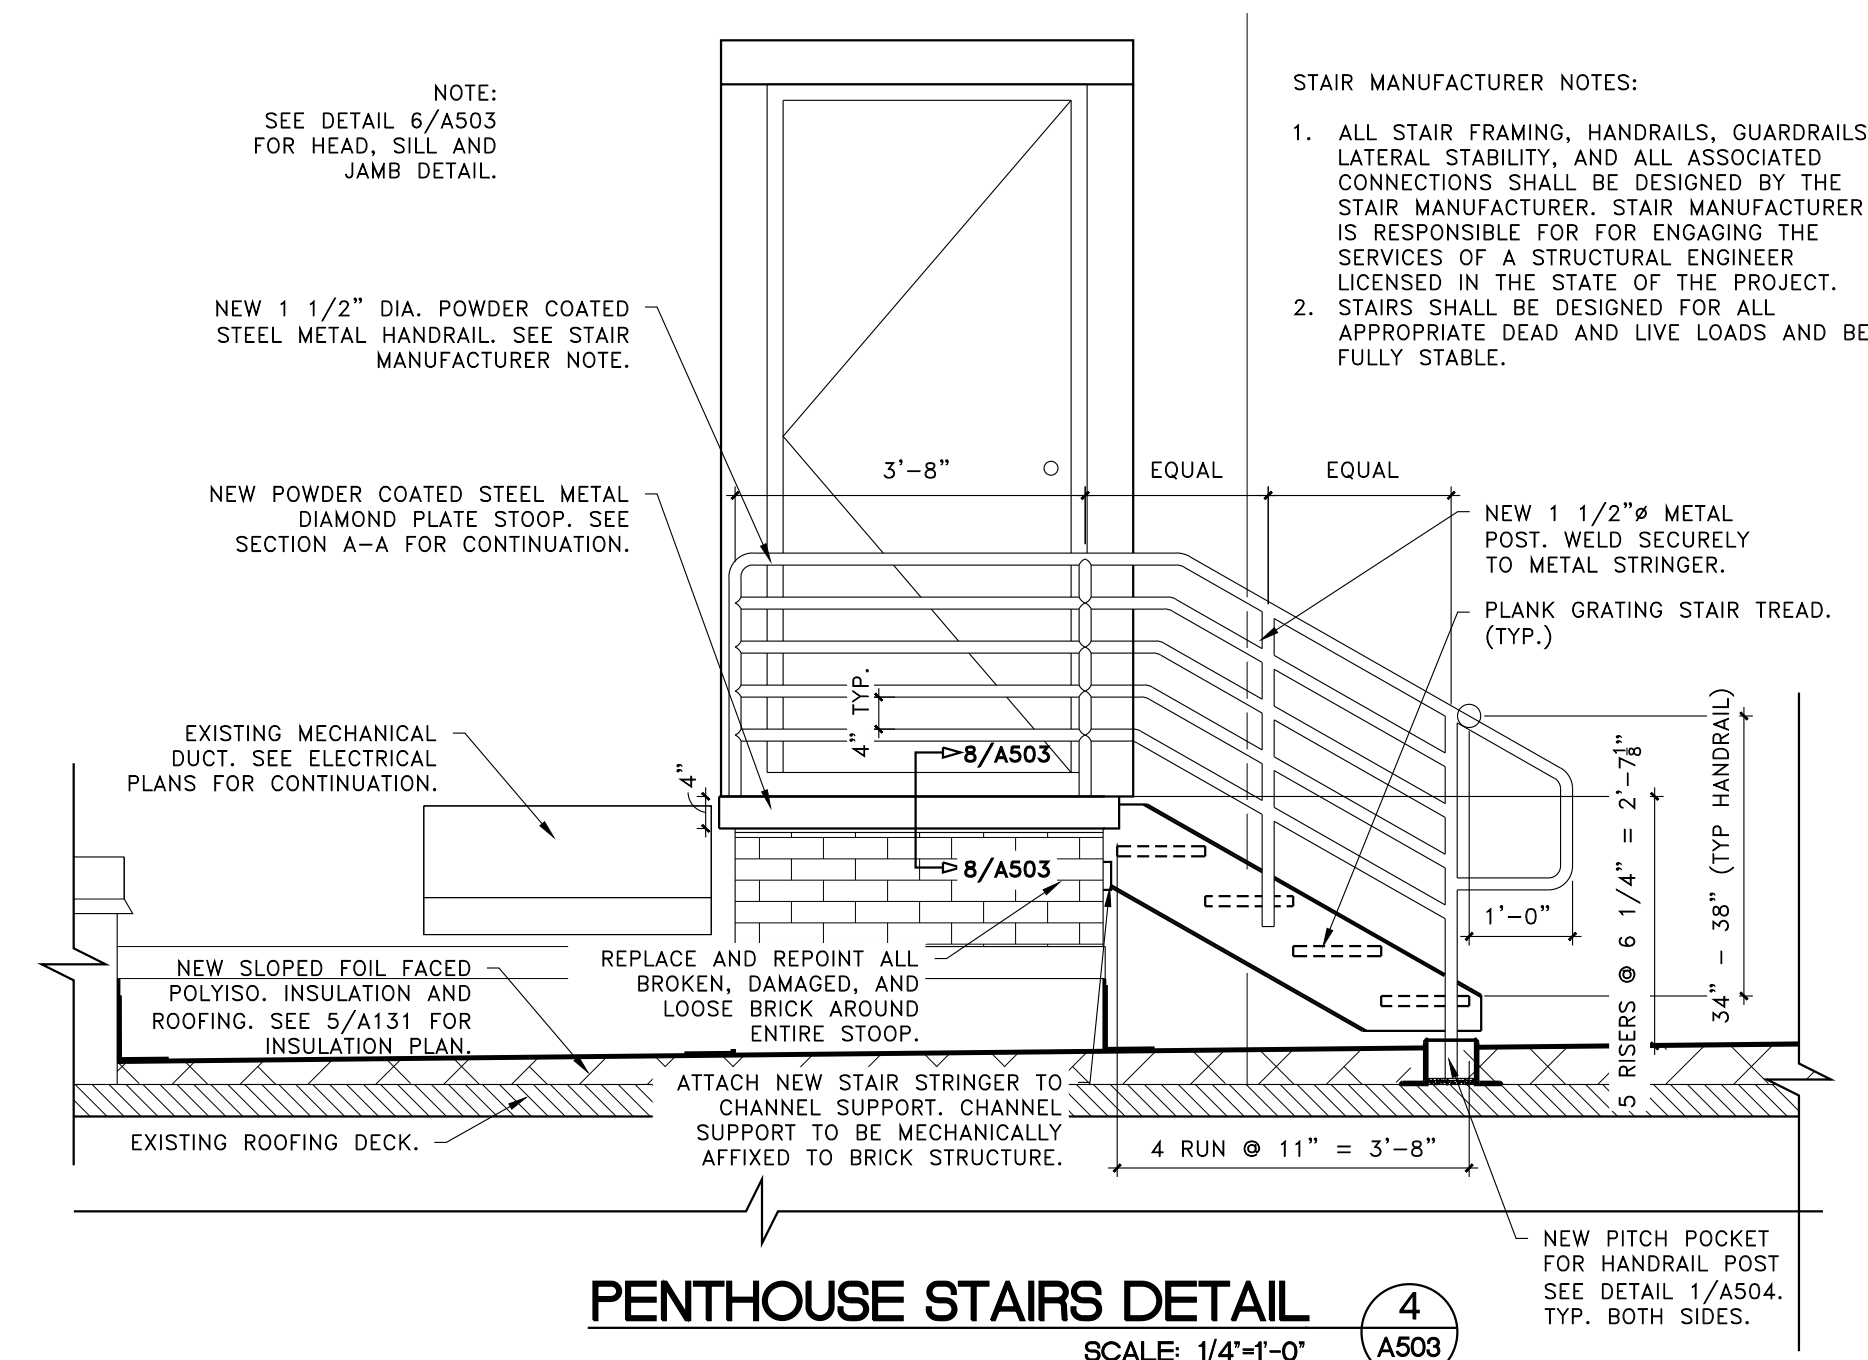 NOTE:
SEE DETAIL 6/A503
FOR HEAD, SILL AND
JAMB DETAIL.
STAIR MANUFACTURER NOTES:
1. ALL STAIR FRAMING, HANDRAILS, GUARDRAILS
LATERAL STABILITY, AND ALL ASSOCIATED
CONNECTIONS SHALL BE DESIGNED BY THE
STAIR MANUFACTURER. STAIR MANUFACTURER
IS RESPONSIBLE FOR FOR ENGAGING THE
SERVICES OF A STRUCTURAL ENGINEER
LICENSED IN THE STATE OF THE PROJECT.
2. STAIRS SHALL BE DESIGNED FOR ALL
APPROPRIATE DEAD AND LIVE LOADS AND BE
FULLY STABLE.
NEW 1 1/2" DIA. POWDER COATED
STEEL METAL HANDRAIL. SEE STAIR
MANUFACTURER NOTE.
3'-8"
EQUAL
EQUAL
NEW POWDER COATED STEEL METAL
DIAMOND PLATE STOOP. SEE
SECTION A-A FOR CONTINUATION.
NEW 1 1/2"ø METAL
POST. WELD SECURELY
TO METAL STRINGER.
PLANK GRATING STAIR TREAD.
(TYP.)
4" TYP.
8/A503
EXISTING MECHANICAL
DUCT. SEE ELECTRICAL
PLANS FOR CONTINUATION.
4"
8/A503
1'-0"
5 RISERS @ 6 1/4" = 2'-7 1/8"
34" - 38" (TYP HANDRAIL)
REPLACE AND REPOINT ALL
BROKEN, DAMAGED, AND
LOOSE BRICK AROUND
ENTIRE STOOP.
NEW SLOPED FOIL FACED
POLYISO. INSULATION AND
ROOFING. SEE 5/A131 FOR
INSULATION PLAN.
ATTACH NEW STAIR STRINGER TO
CHANNEL SUPPORT. CHANNEL
SUPPORT TO BE MECHANICALLY
AFFIXED TO BRICK STRUCTURE.
EXISTING ROOFING DECK.
4 RUN @ 11" = 3'-8"
NEW PITCH POCKET
FOR HANDRAIL POST
SEE DETAIL 1/A504.
TYP. BOTH SIDES.
PENTHOUSE STAIRS DETAIL
4
A503
SCALE: 1/4"=1'-0"